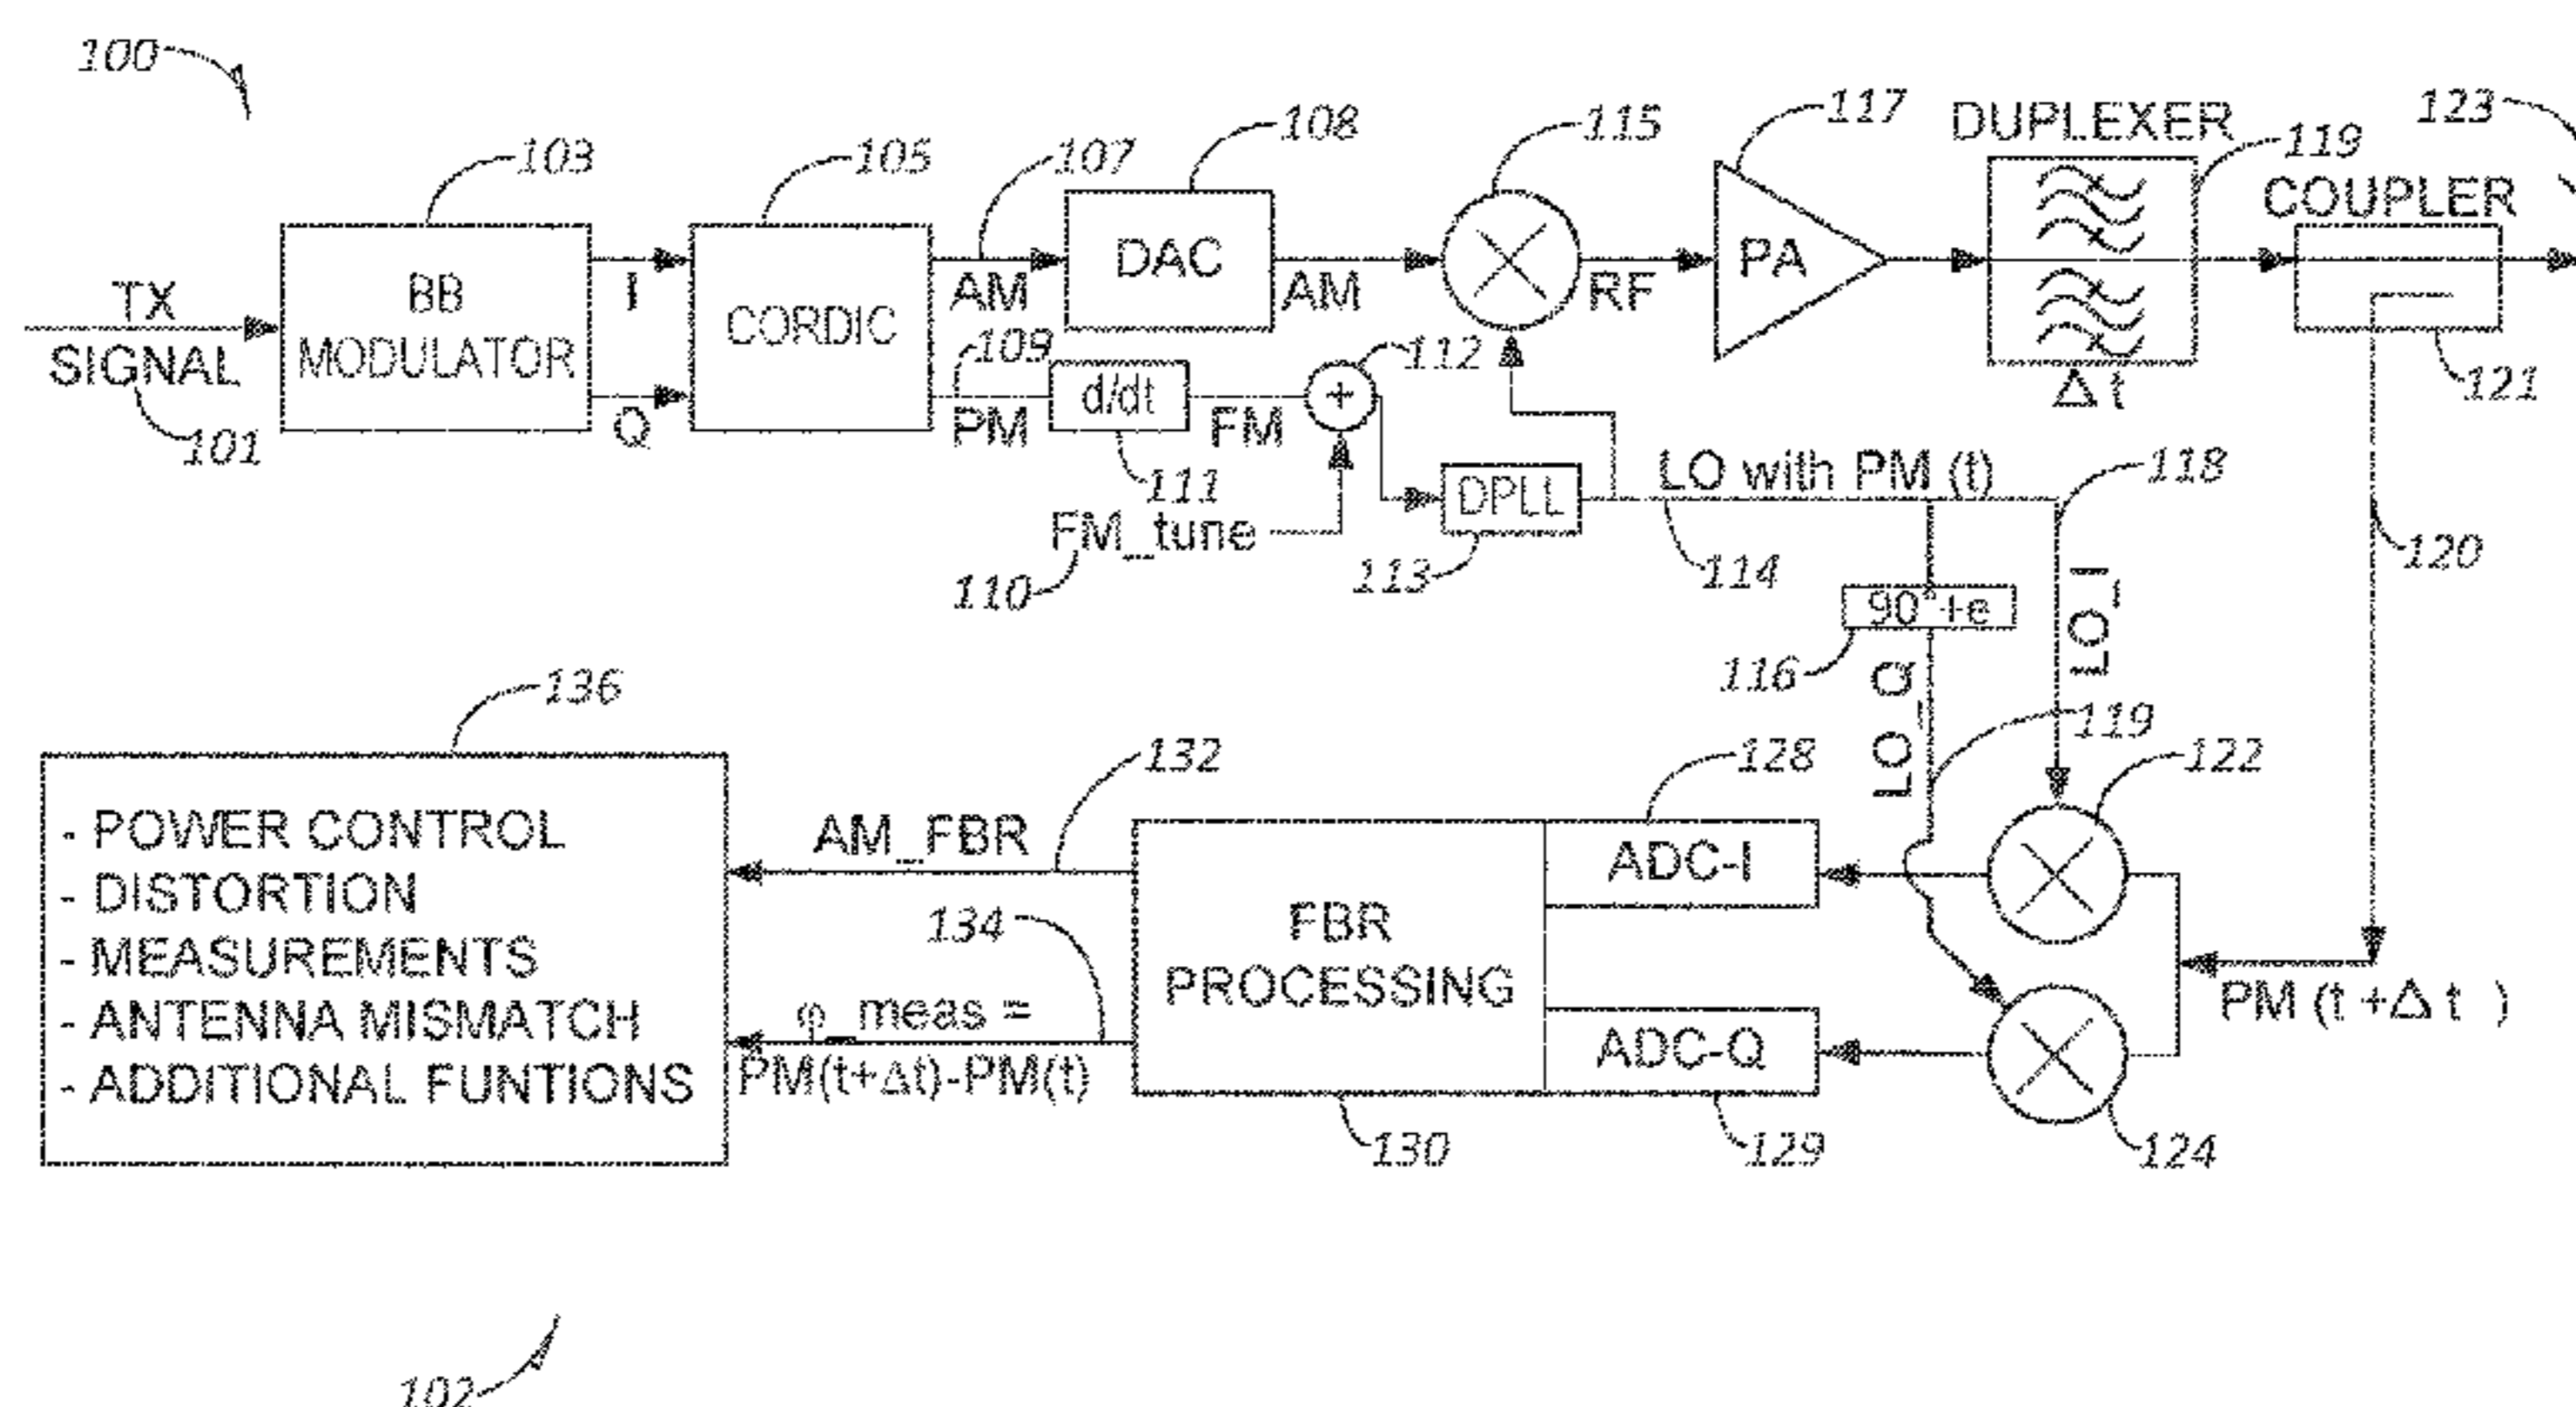 100
103
105
107
108
115
117
DUPLEXER
119
123
COUPLER
TX
SIGNAL
101
BB
MODULATOR
I
Q
CORDIC
AM
DAC
AM
RF
PA
109
PM
d/dt
111
FM
112
+
121
Δ t
FM_tune
110
DPLL
113
LO with PM (t)
114
118
120
90°+e
116
LO_I
LO_Q
119
136
132
128
122
- POWER CONTROL
- DISTORTION
- MEASUREMENTS
- ANTENNA MISMATCH
- ADDITIONAL FUNTIONS
AM_FBR
134
φ_meas =
PM(t+Δt)-PM(t)
FBR
PROCESSING
130
ADC-I
ADC-Q
129
124
PM (t +Δ t )
102